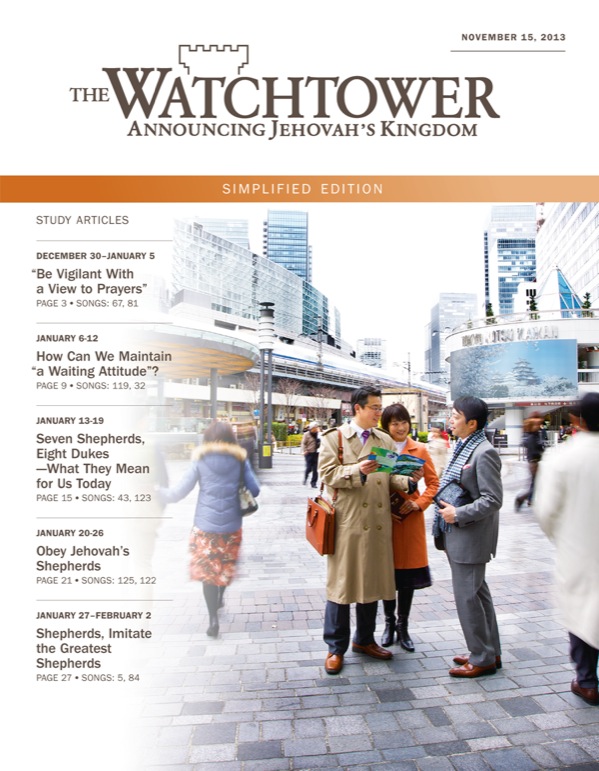 NOVEMBER 15, 2013
THE WATCHTOWER
ANNOUNCING JEHOVAH'S KINGDOM
SIMPLIFIED EDITION
STUDY ARTICLES
DECEMBER 30–JANUARY 5
“Be Vigilant With
a View to Prayers”
PAGE 3 • SONGS: 67, 81
JANUARY 6-12
How Can We Maintain
“a Waiting Attitude”?
PAGE 9 • SONGS: 119, 32
JANUARY 13-19
Seven Shepherds,
Eight Dukes
—What They Mean
for Us Today
PAGE 15 • SONGS: 43, 123
JANUARY 20-26
Obey Jehovah’s
Shepherds
PAGE 21 • SONGS: 125, 122
JANUARY 27–FEBRUARY 2
Shepherds, Imitate
the Greatest
Shepherds
PAGE 27 • SONGS: 5, 84